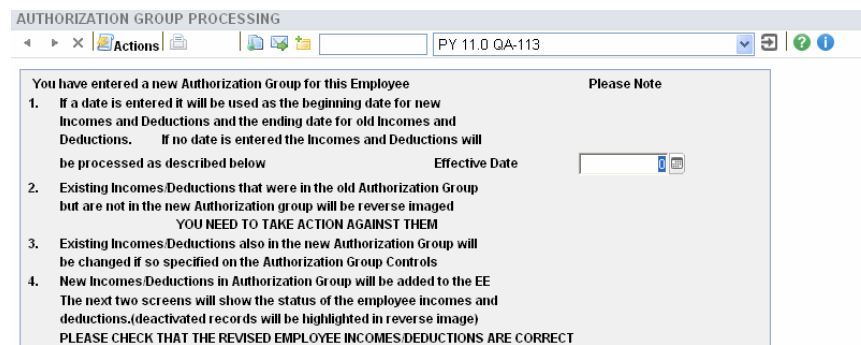 AUTHORIZATION GROUP PROCESSING
Actions PY 11.0 QA-113
You have entered a new Authorization Group for this Employee Please Note
1. If a date is entered it will be used as the beginning date for new
Incomes and Deductions and the ending date for old Incomes and
Deductions. If no date is entered the Incomes and Deductions will
be processed as described below Effective Date 0
2. Existing Incomes/Deductions that were in the old Authorization Group
but are not in the new Authorization group will be reverse imaged
YOU NEED TO TAKE ACTION AGAINST THEM
3. Existing Incomes/Deductions also in the new Authorization Group will
be changed if so specified on the Authorization Group Controls
4. New Incomes/Deductions in Authorization Group will be added to the EE
The next two screens will show the status of the employee incomes and
deductions.(deactivated records will be highlighted in reverse image)
PLEASE CHECK THAT THE REVISED EMPLOYEE INCOMES/DEDUCTIONS ARE CORRECT